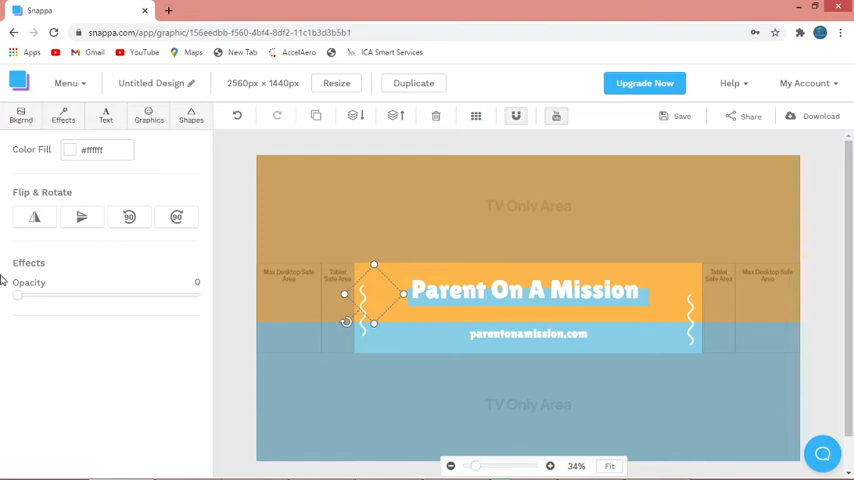 Snappa
snappa.com/app/graphic/156eedbb-f560-4bf4-8df2-11c1b3d3b5b1
Apps
Gmail
YouTube
Maps
New Tab
AccelAero
ICA Smart Services
Menu
Untitled Design
2560px × 1440px
Resize
Duplicate
Upgrade Now
Help
My Account
Bkgrnd
Effects
Text
Graphics
Shapes
Save
Share
Download
Color Fill
#ffffff
Flip & Rotate
90
90
Effects
Opacity
0
TV Only Area
Max Desktop Safe
Area
Tablet
Safe Area
Parent On A Mission
parentonamission.com
Tablet
Safe Area
Max Desktop Safe
Area
TV Only Area
34%
Fit